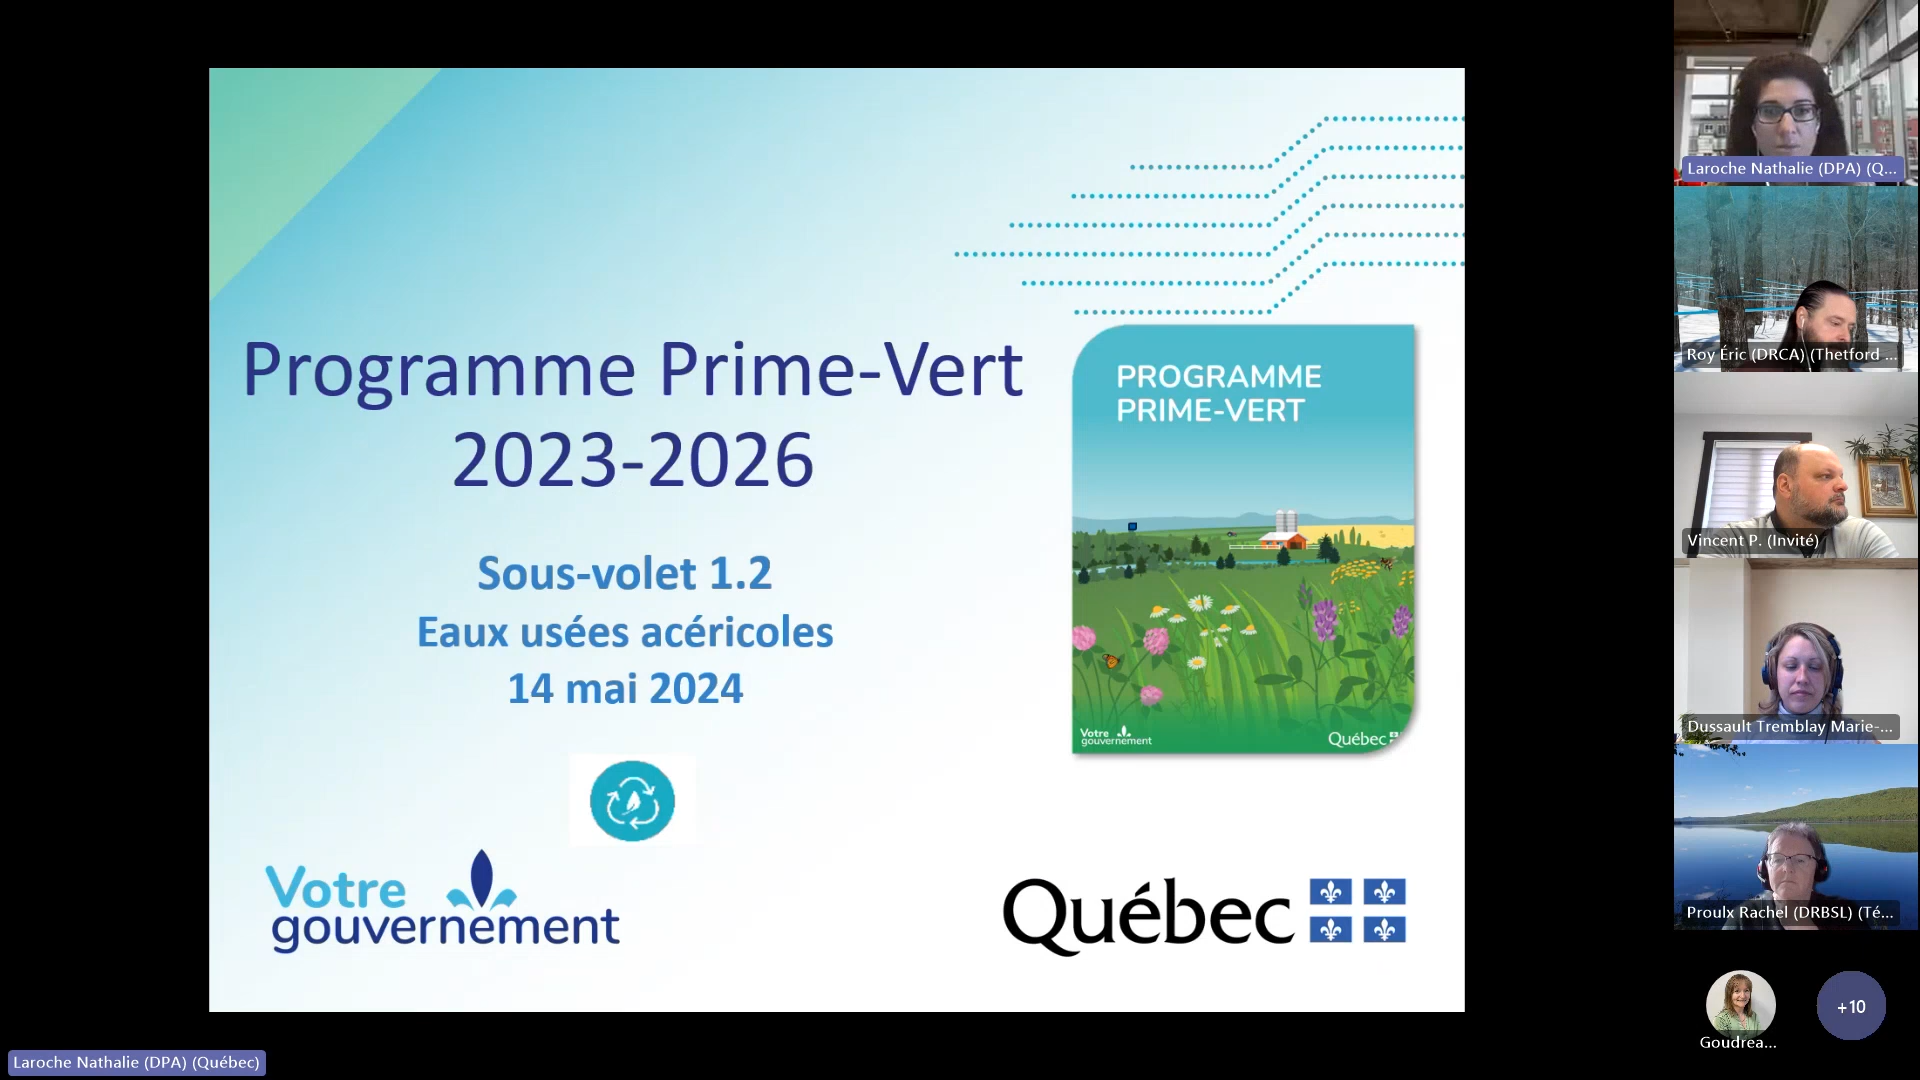 Programme Prime-Vert
2023-2026
Sous-volet 1.2
Eaux usées acéricoles
14 mai 2024
PROGRAMME
PRIME-VERT
Votre
gouvernement
Québec
Votre
gouvernement
Québec
Laroche Nathalie (DPA) (Q...
Roy Éric (DRCA) (Thetford ...
Vincent P. (Invité)
Dussault Tremblay Marie-...
Proulx Rachel (DRBSL) (Té...
Goudrea...
+10
Laroche Nathalie (DPA) (Québec)